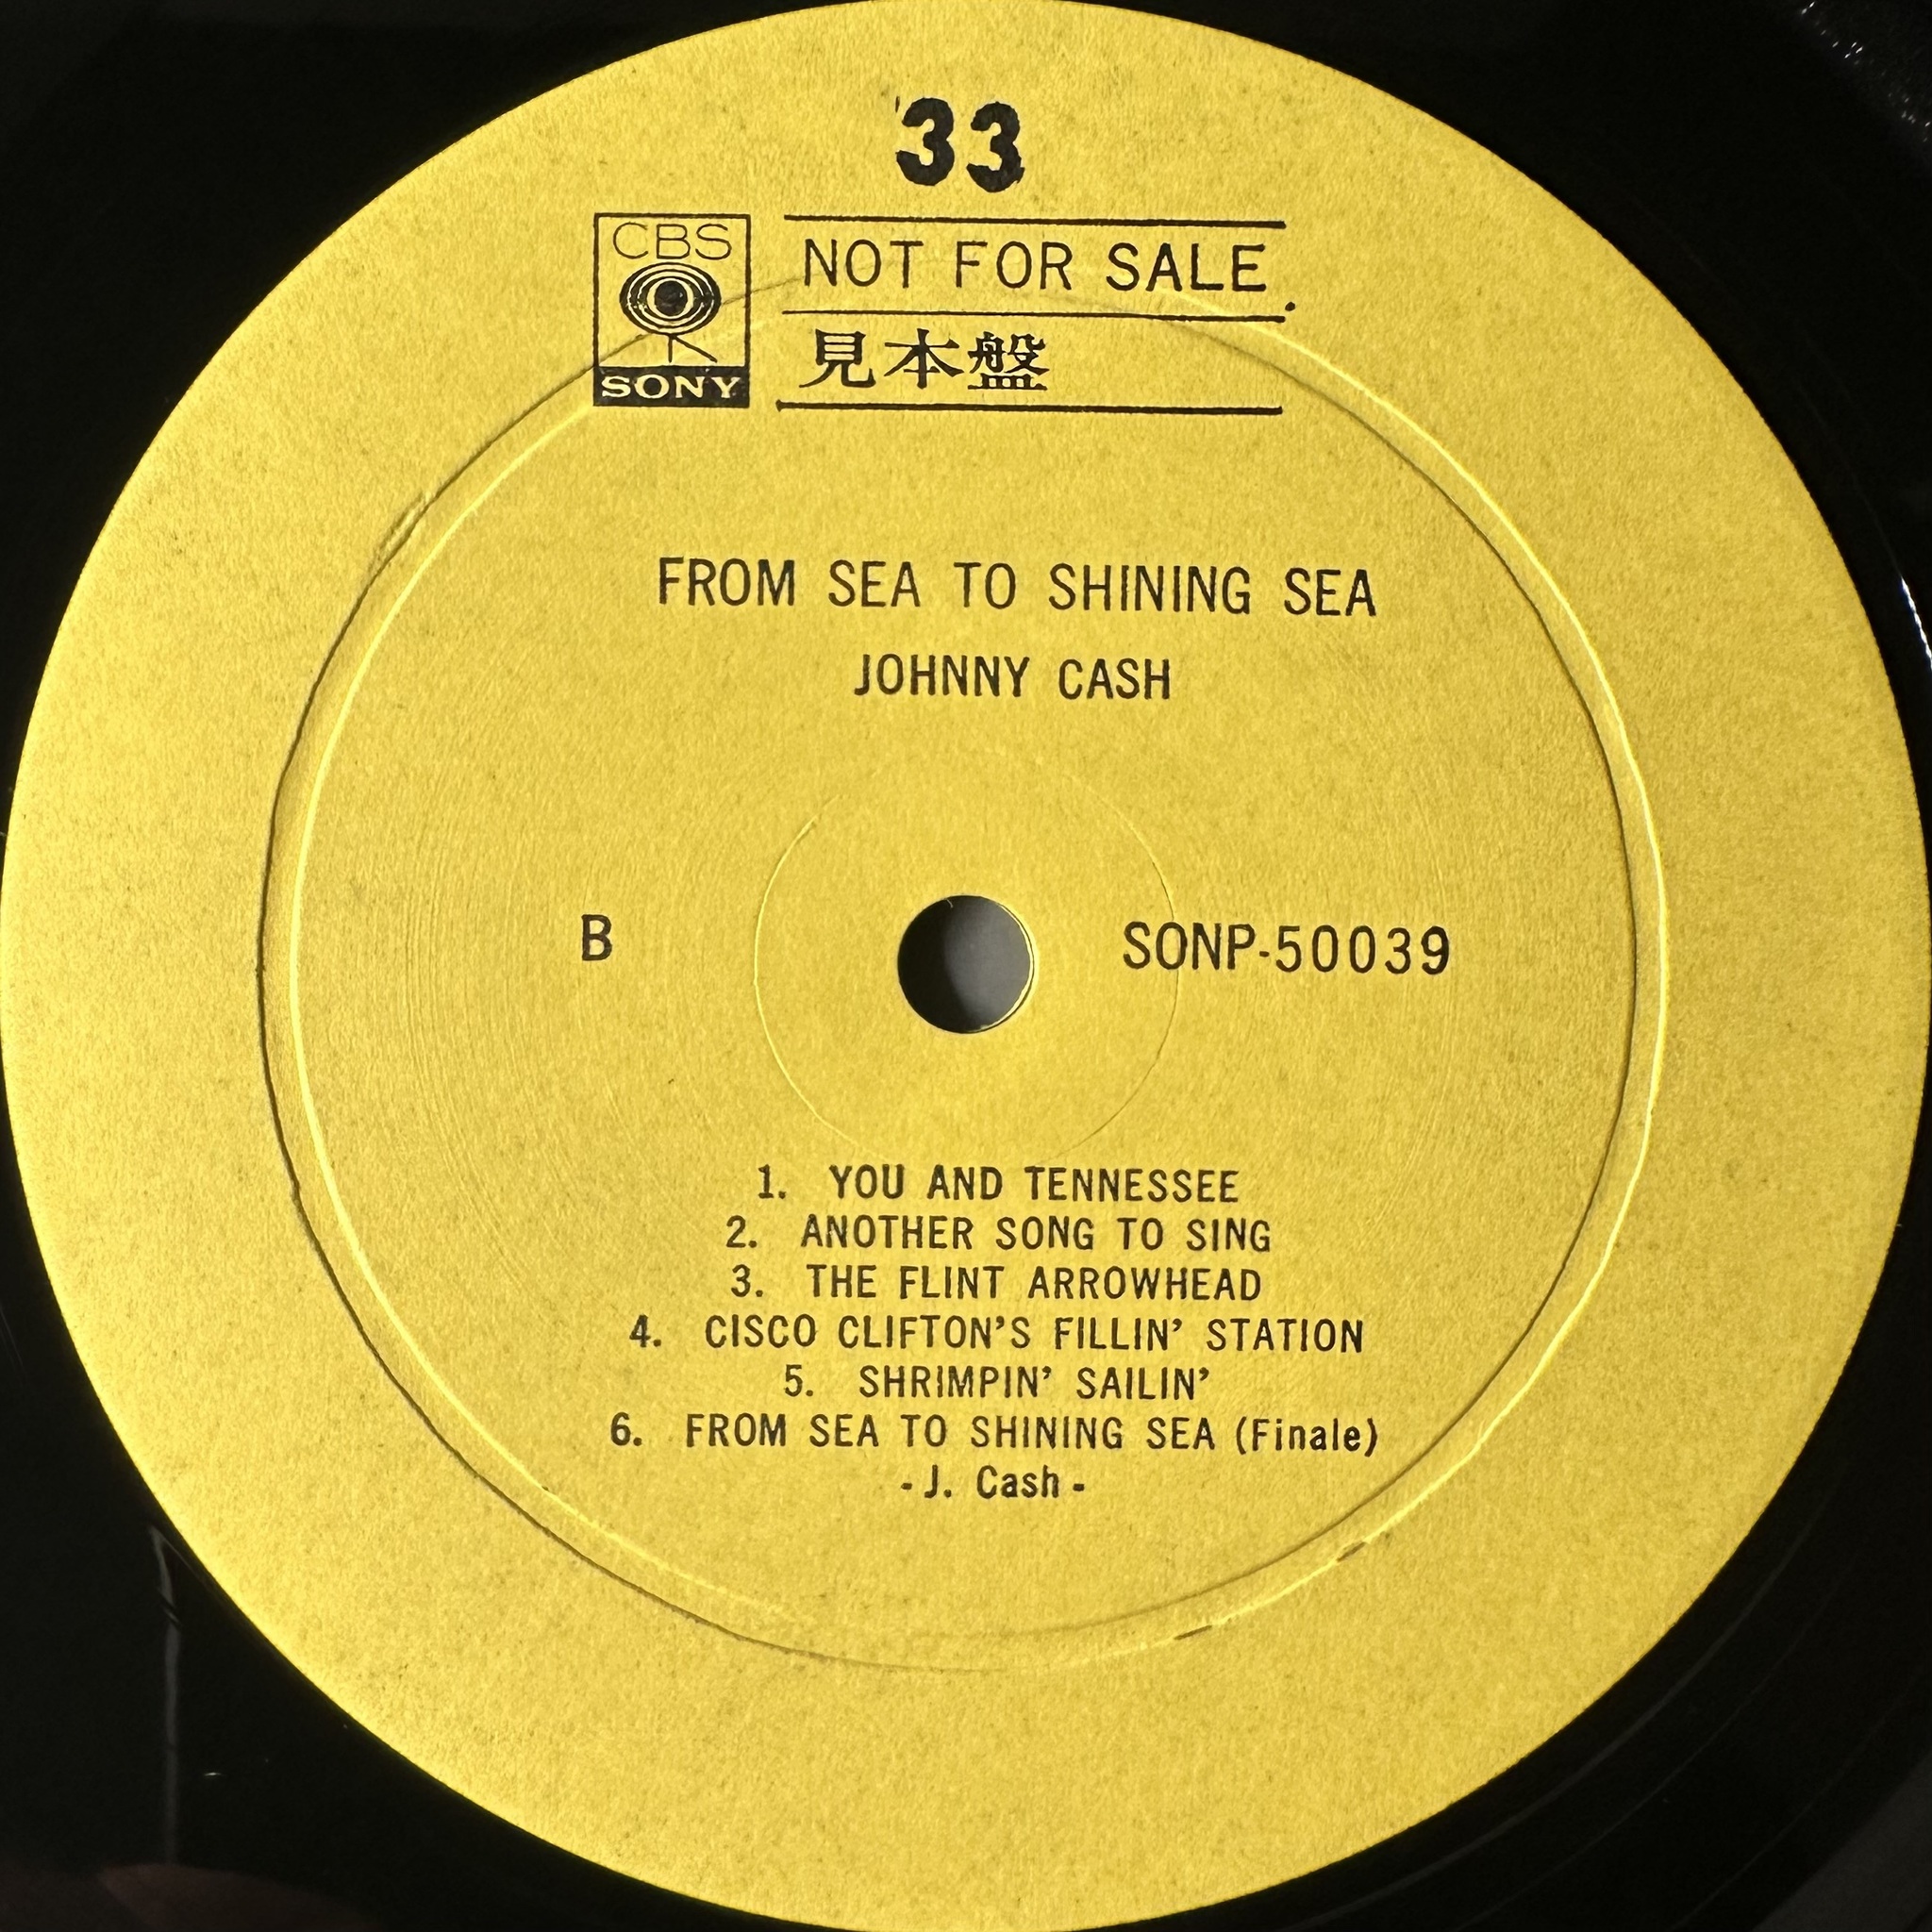 33
CBS
SONY
NOT FOR SALE.
見本盤
FROM SEA TO SHINING SEA
JOHNNY CASH
B
SONP-50039
1. YOU AND TENNESSEE
2. ANOTHER SONG TO SING
3. THE FLINT ARROWHEAD
4. CISCO CLIFTON'S FILLIN' STATION
5. SHRIMPIN' SAILIN'
6. FROM SEA TO SHINING SEA (Finale)
- J. Cash -